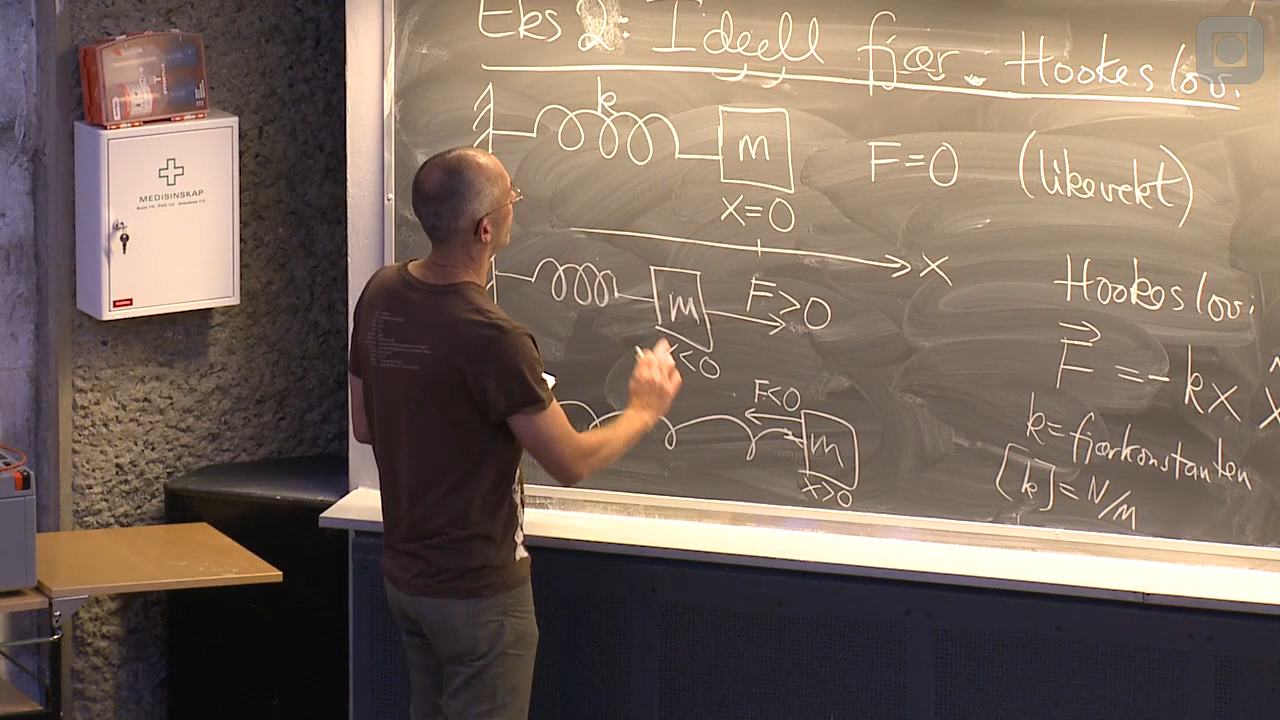 Eks 2: Ideell fjær. Hookes lov.
k
m
F=0 (likevekt)
x=0
x
m
F>0
x<0
Hookes lov:
F = -kx x
F<0
m
x>0
k=fjærkonstanten
[k]=N/m
MEDISINSKAP